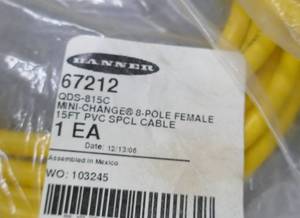 BANNER
67212
QDS-815C
MINI-CHANGE® 8-POLE FEMALE
15FT PVC SPCL CABLE
1 EA
Date: 12/13/06
Assembled in Mexico
WO: 103245